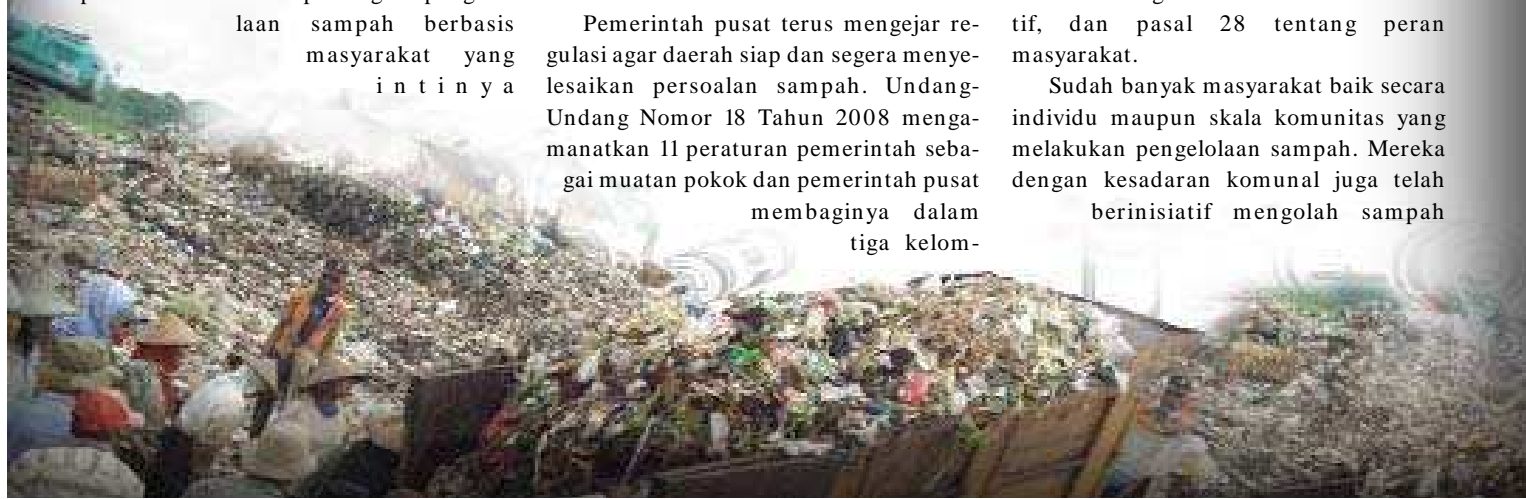 laan sampah berbasis
masyarakat yang
intinya
Pemerintah pusat terus mengejar re-
gulasi agar daerah siap dan segera menye-
lesaikan persoalan sampah. Undang-
Undang Nomor 18 Tahun 2008 menga-
manatkan 11 peraturan pemerintah seba-
gai muatan pokok dan pemerintah pusat
membaginya dalam
tiga kelom-
tif, dan pasal 28 tentang peran
masyarakat.
Sudah banyak masyarakat baik secara
individu maupun skala komunitas yang
melakukan pengelolaan sampah. Mereka
dengan kesadaran komunal juga telah
berinisiatif mengolah sampah